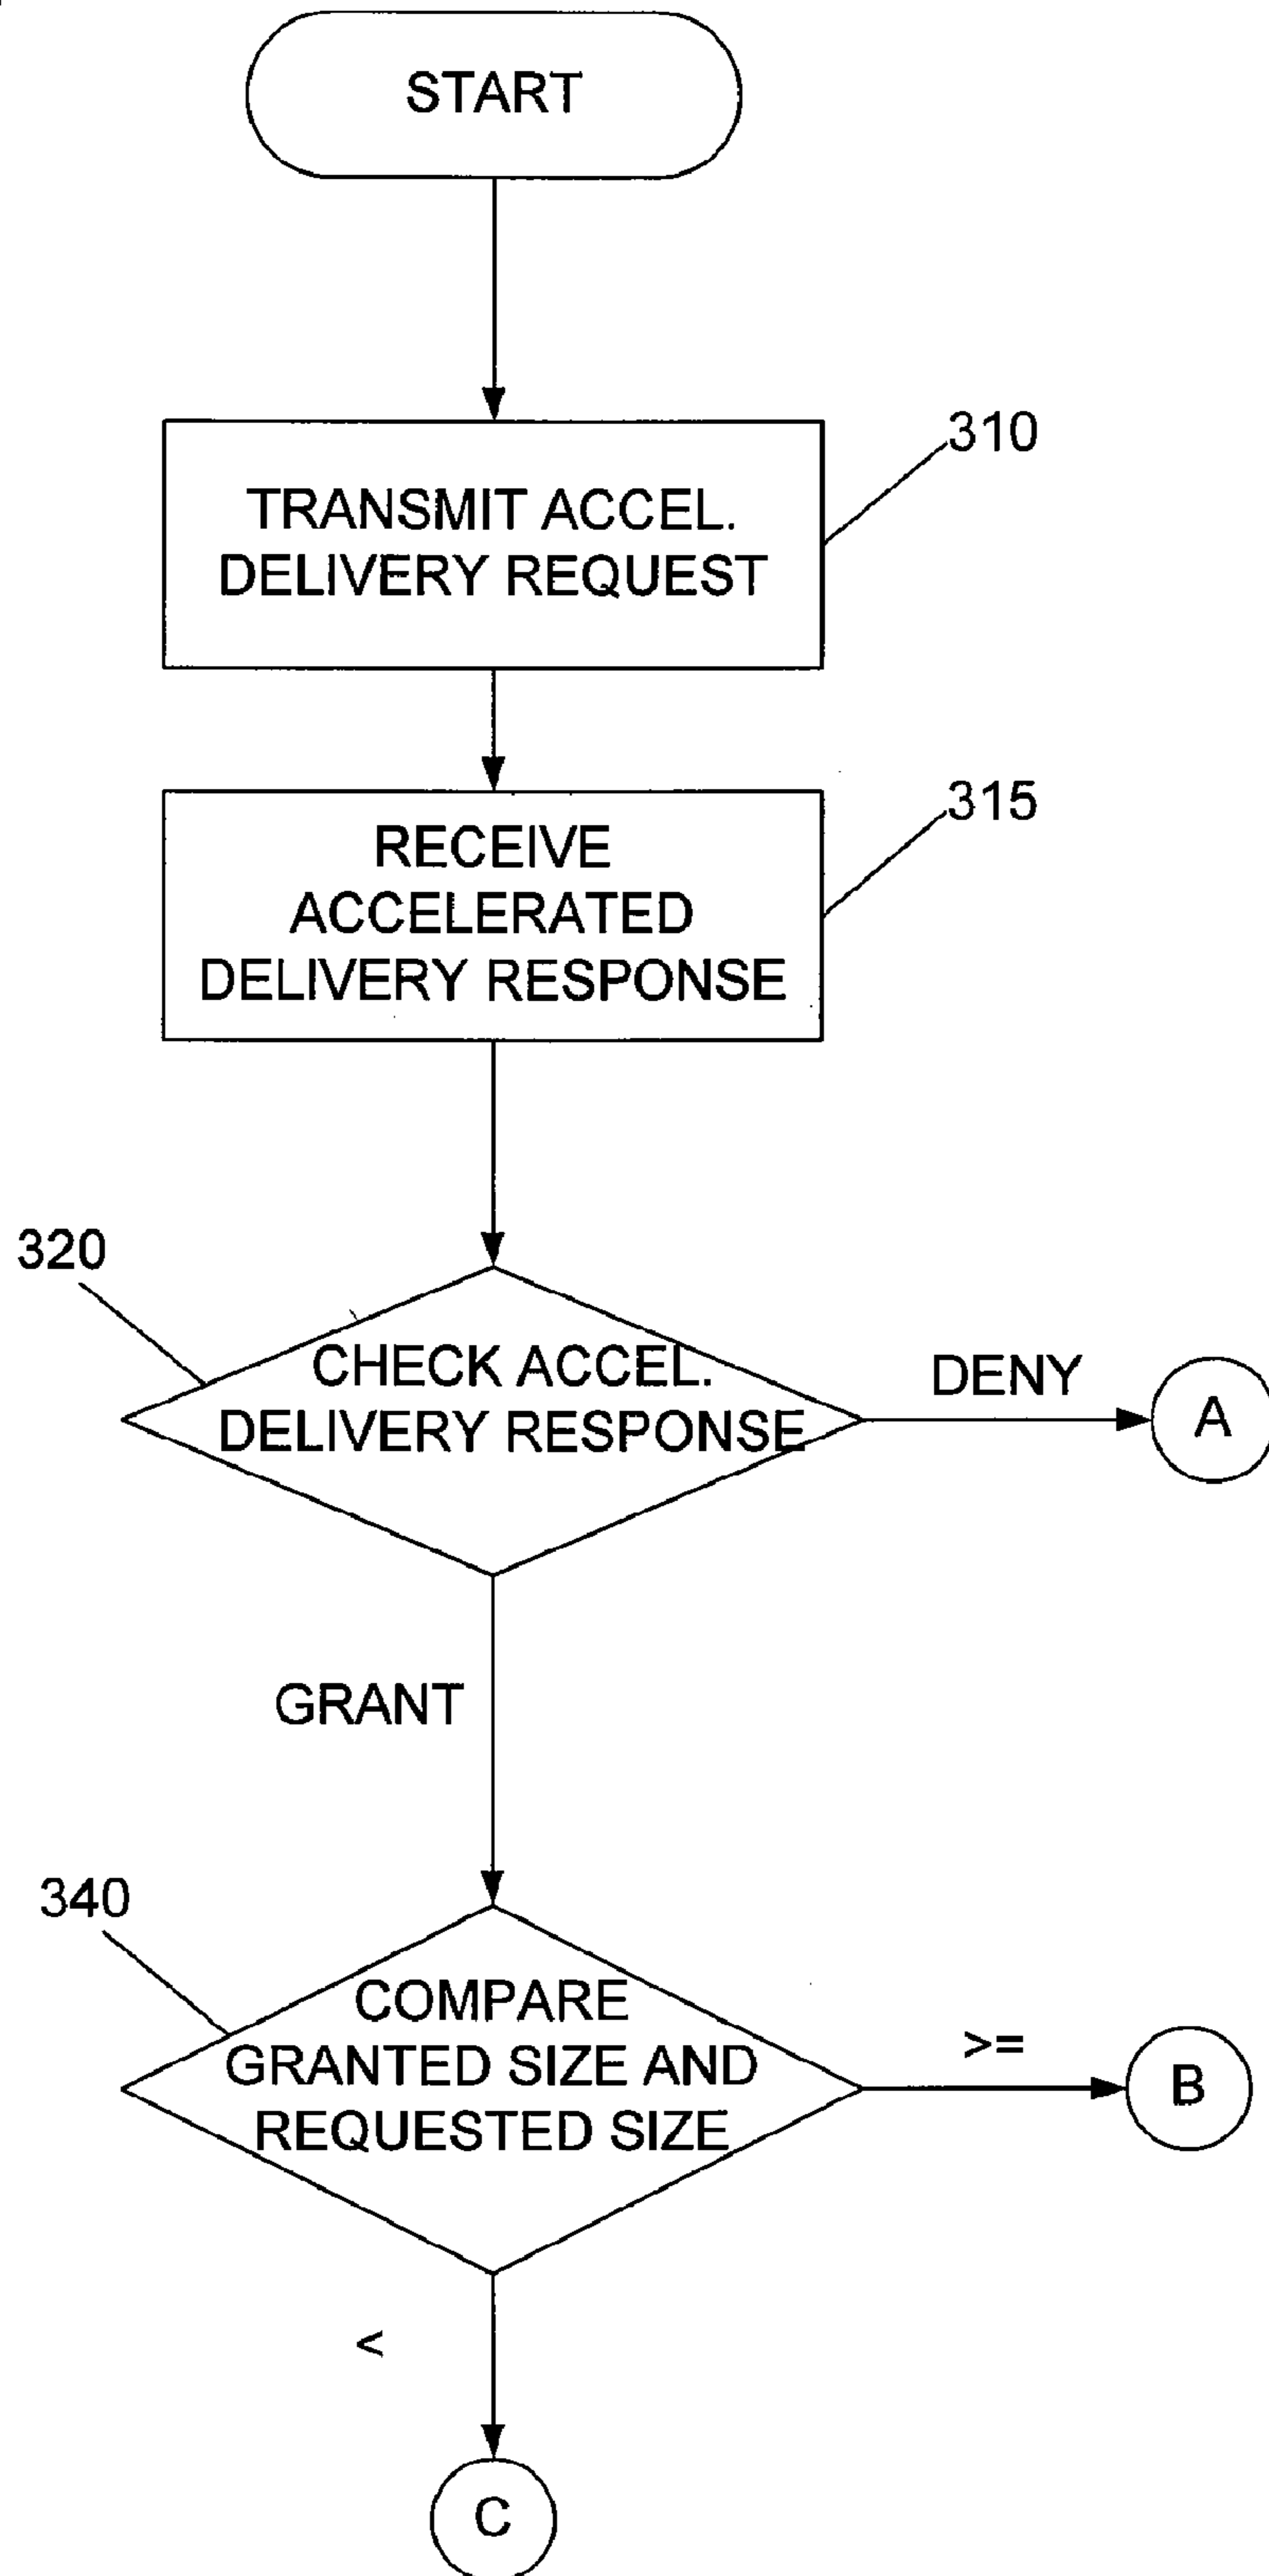 START
310
TRANSMIT ACCEL.
DELIVERY REQUEST
315
RECEIVE
ACCELERATED
DELIVERY RESPONSE
320
CHECK ACCEL.
DELIVERY RESPONSE
DENY
A
GRANT
340
COMPARE
GRANTED SIZE AND
REQUESTED SIZE
>=
B
<
C